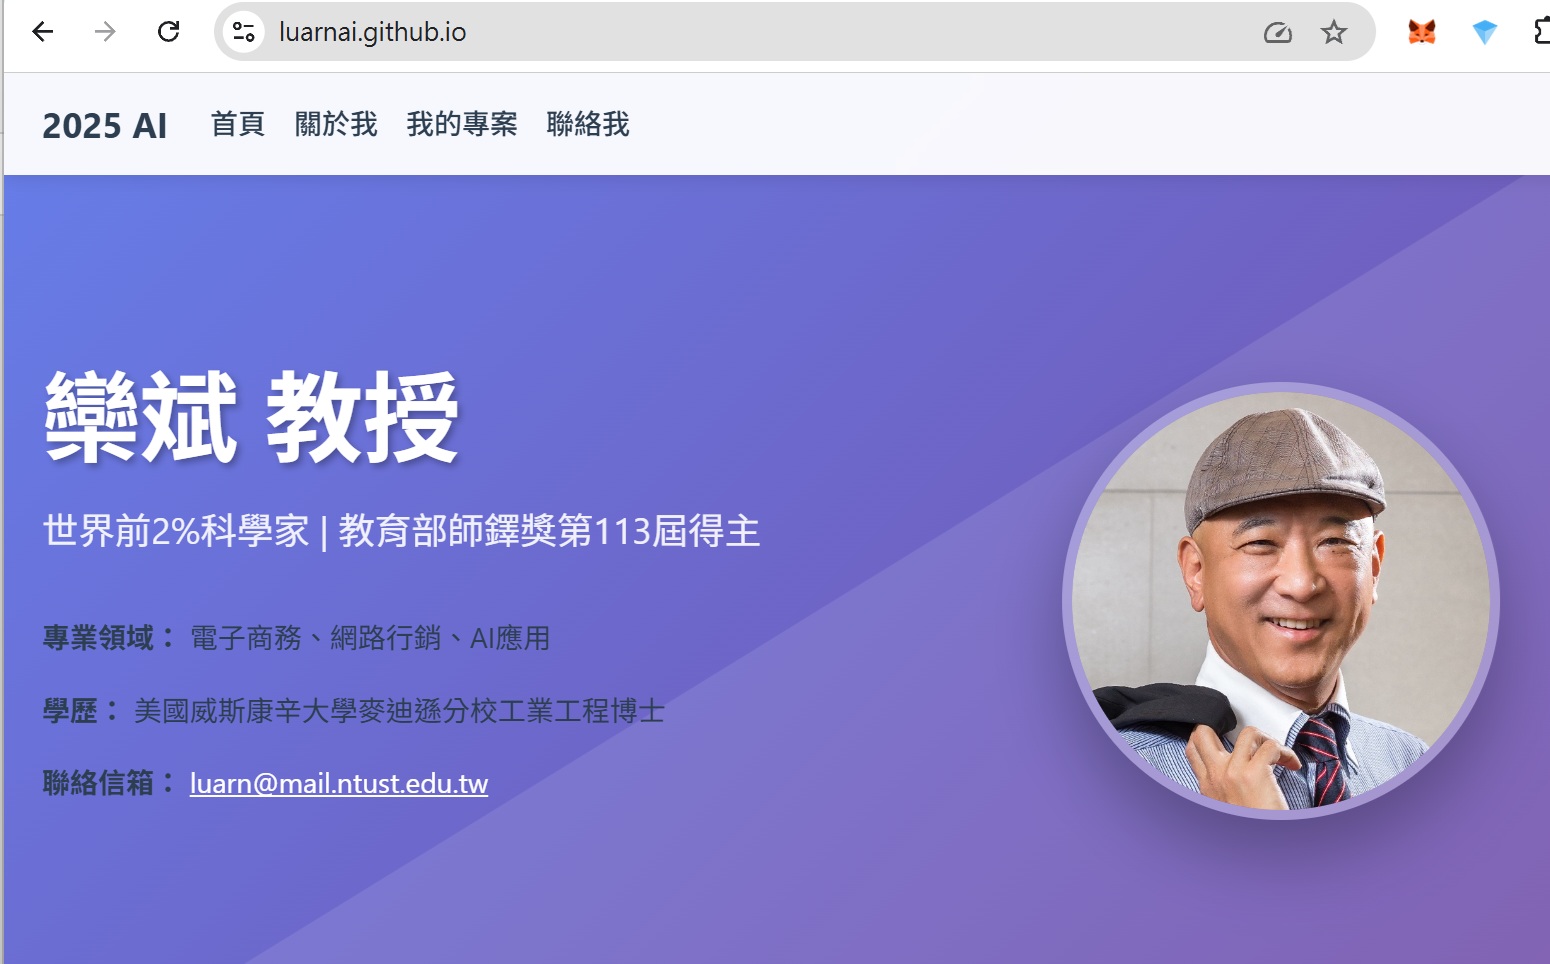 luarnai.github.io
2025 AI 首頁 關於我 我的專案 聯絡我
欒斌 教授
世界前2%科學家 | 教育部師鐸獎第113屆得主
專業領域： 電子商務、網路行銷、AI應用
學歷： 美國威斯康辛大學麥迪遜分校工業工程博士
聯絡信箱： luarn@mail.ntust.edu.tw